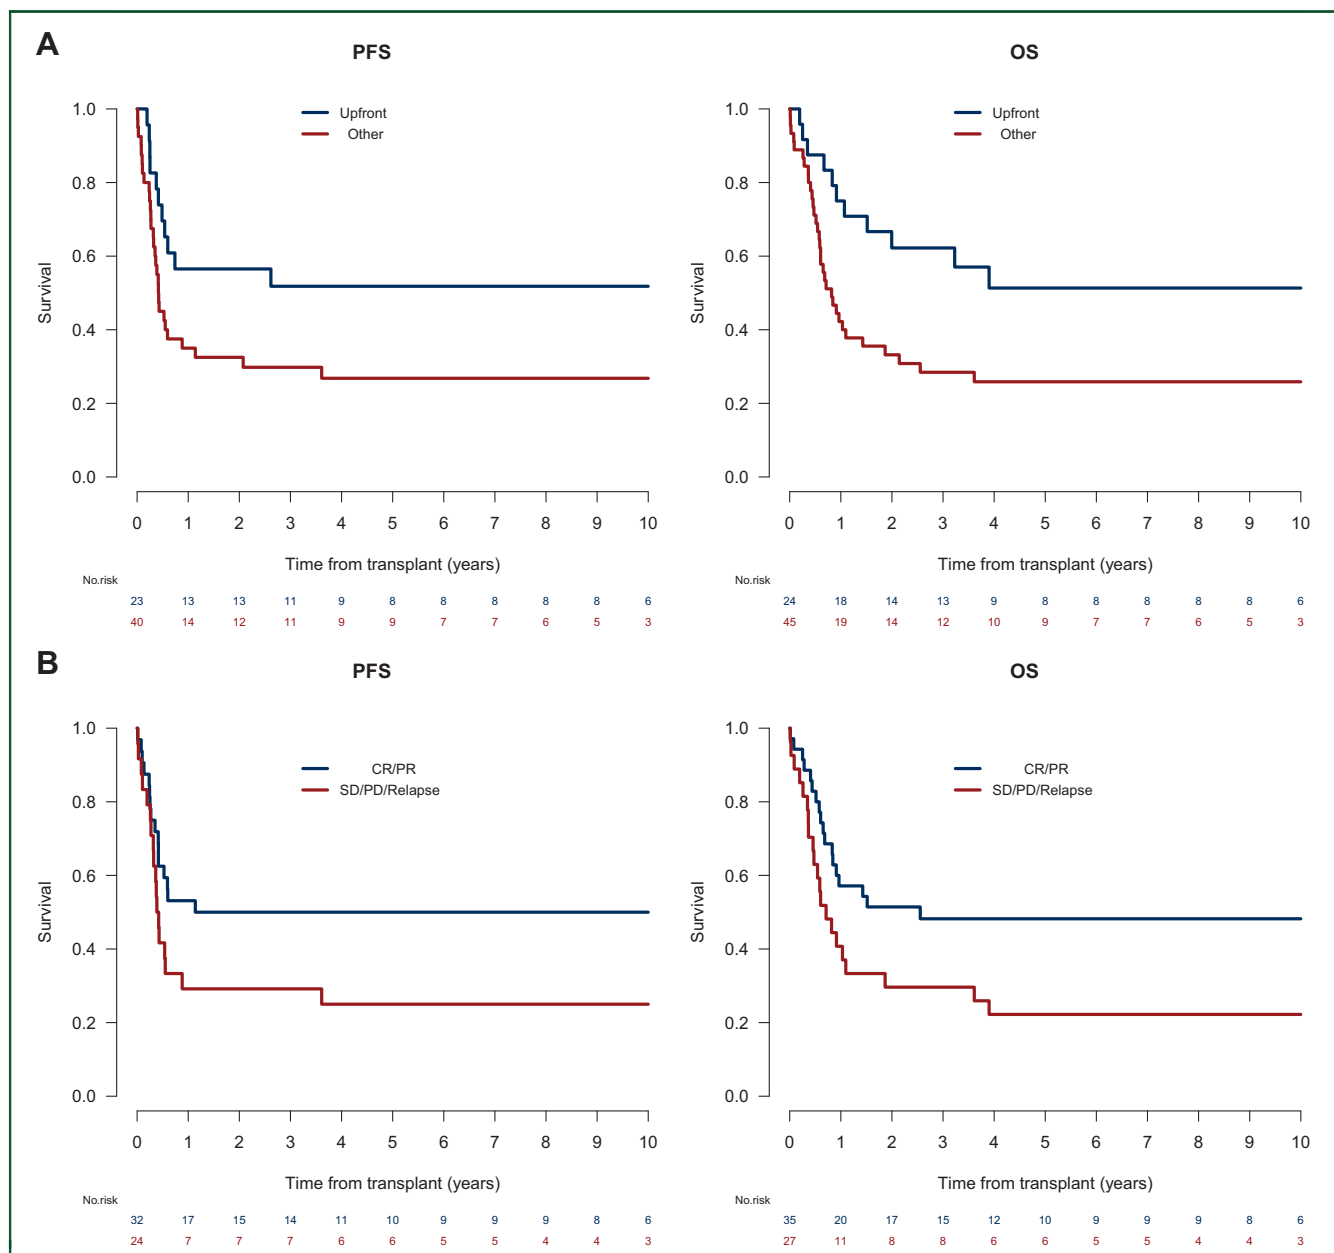 A
PFS
OS
Upfront
Other
Upfront
Other
1.0
0.8
0.6
0.4
0.2
0.0
Survival
1.0
0.8
0.6
0.4
0.2
0.0
Survival
0 1 2 3 4 5 6 7 8 9 10
0 1 2 3 4 5 6 7 8 9 10
Time from transplant (years)
Time from transplant (years)
No.risk
23 13 13 11 9 8 8 8 8 8 6
40 14 12 11 9 9 7 7 6 5 3
No.risk
24 18 14 13 9 8 8 8 8 8 6
45 19 14 12 10 9 7 7 6 5 3
B
PFS
OS
CR/PR
SD/PD/Relapse
CR/PR
SD/PD/Relapse
1.0
0.8
0.6
0.4
0.2
0.0
Survival
1.0
0.8
0.6
0.4
0.2
0.0
Survival
0 1 2 3 4 5 6 7 8 9 10
0 1 2 3 4 5 6 7 8 9 10
Time from transplant (years)
Time from transplant (years)
No.risk
32 17 15 14 11 10 9 9 9 8 6
24 7 7 7 6 6 5 5 4 4 3
No.risk
35 20 17 15 12 10 9 9 9 8 6
27 11 8 8 6 6 5 5 4 4 3